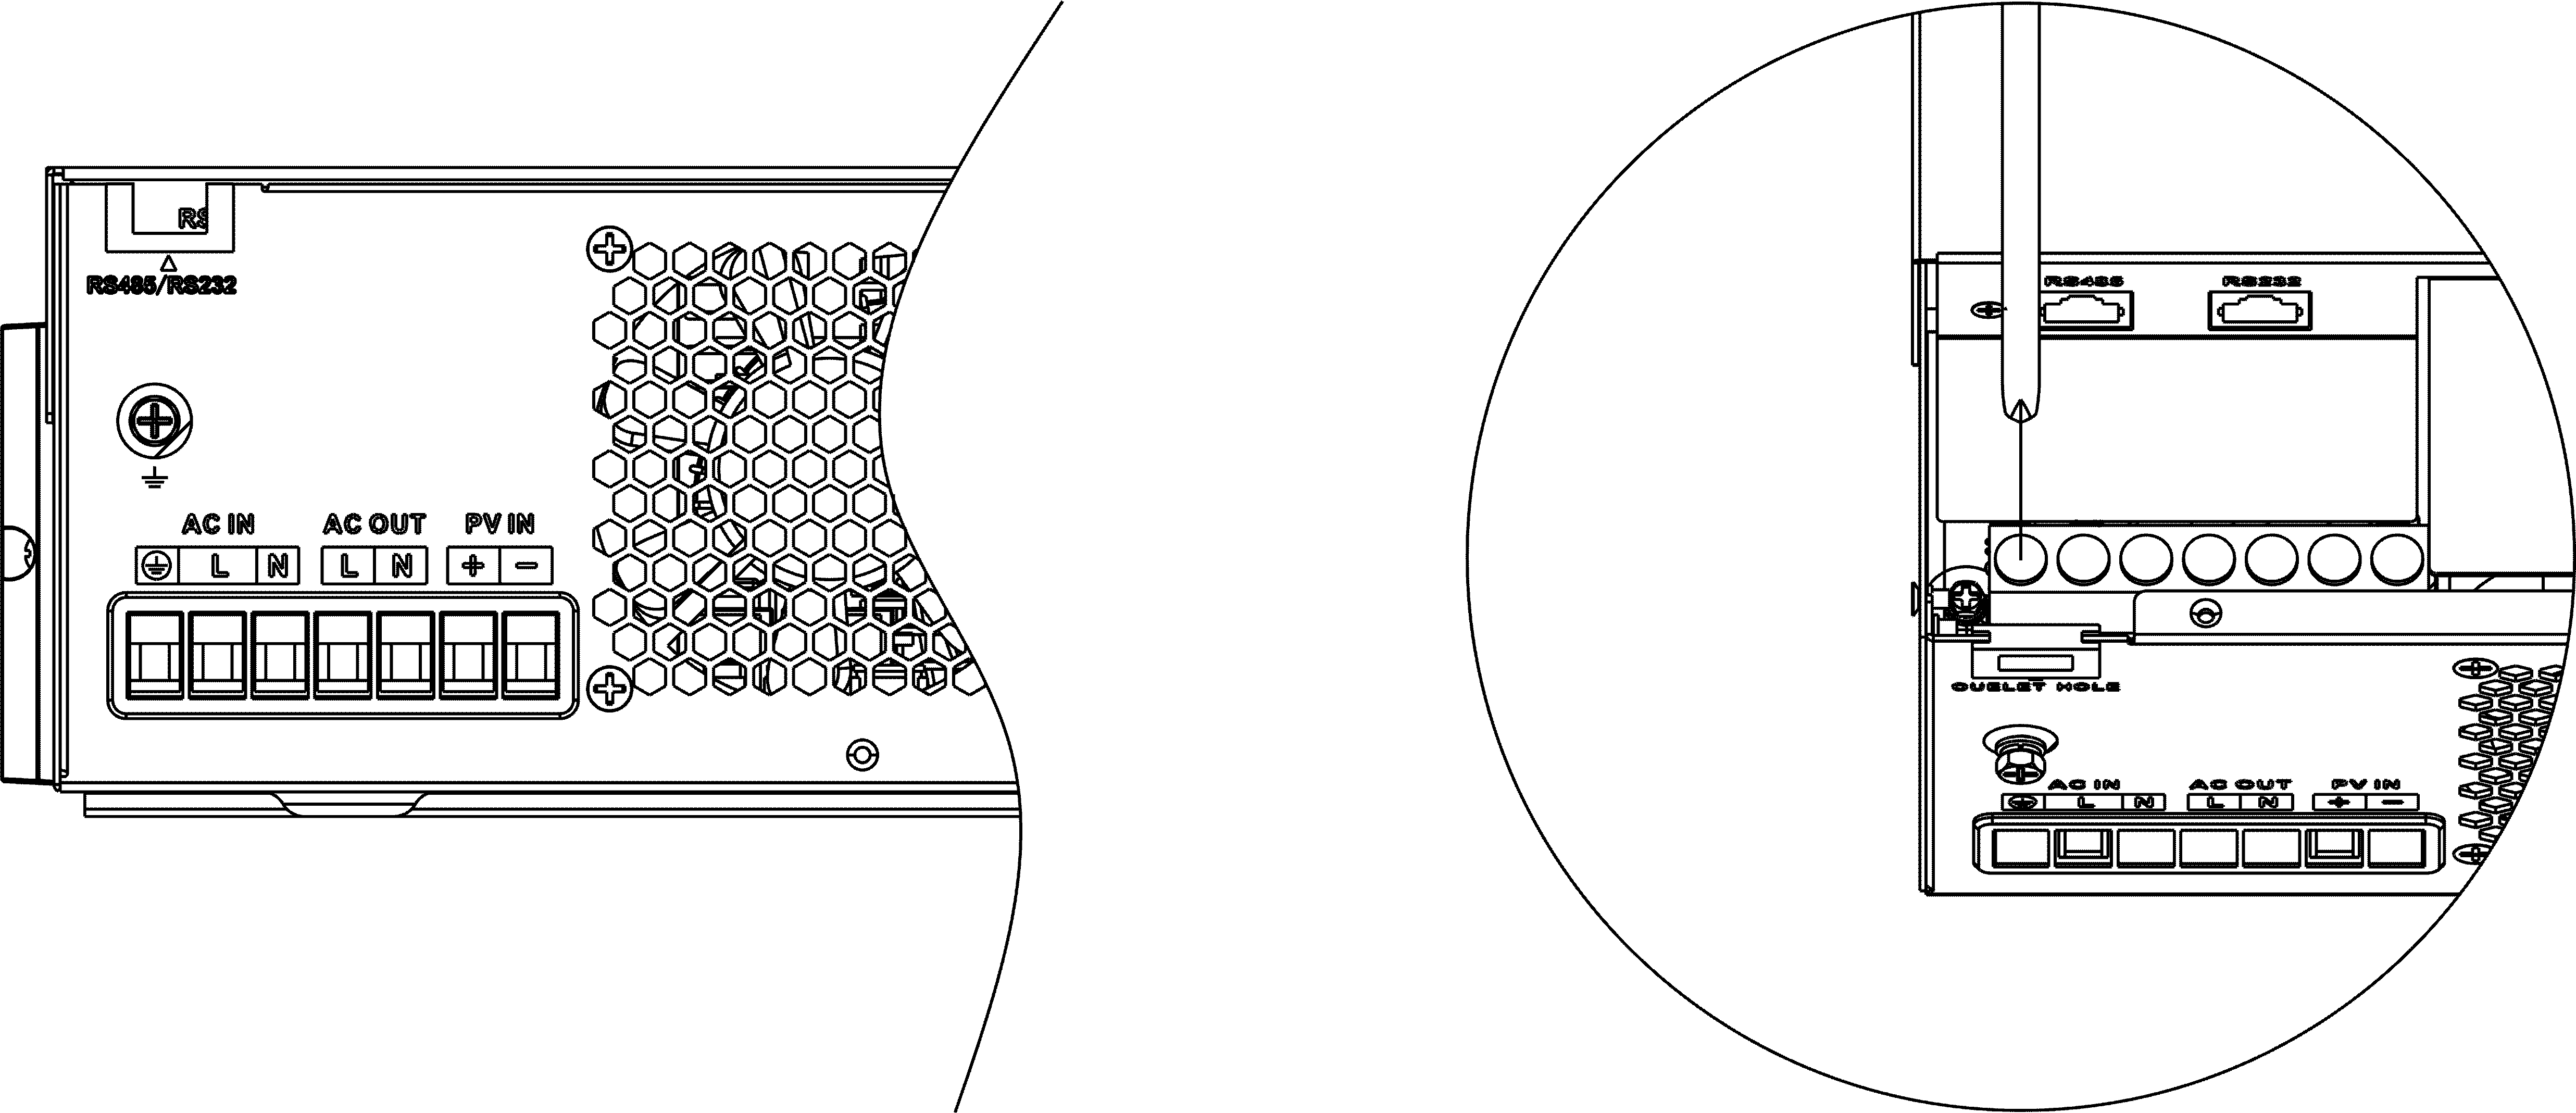 RS
RS485/RS232
AC IN AC OUT PV IN
L N L N + -
RS485 RS232
OUELET HOLE
AC IN AC OUT PV IN
L N L N + -